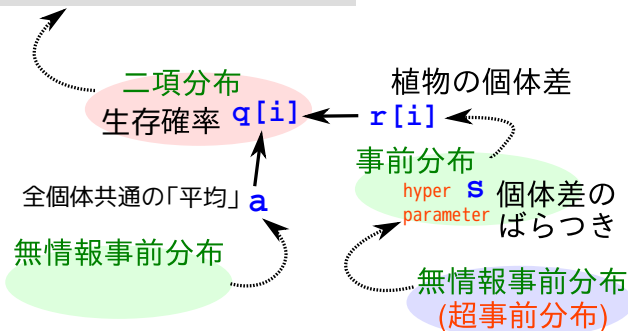 二項分布
生存確率 q[i]
植物の個体差
r[i]
事前分布
hyper parameter s
個体差の
ばらつき
全個体共通の「平均」a
無情報事前分布
無情報事前分布
(超事前分布)